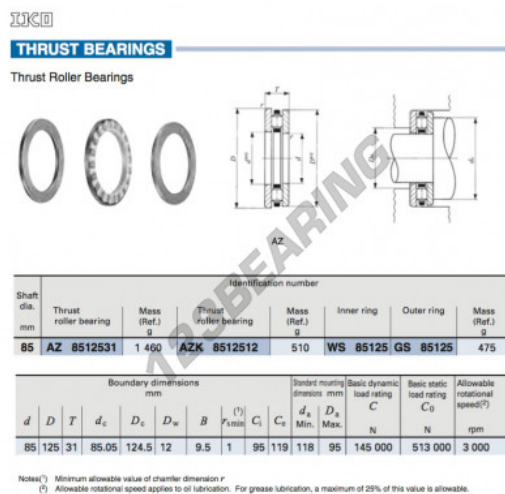 IKO
THRUST BEARINGS
Thrust Roller Bearings
T
r
r
D
d
d
AZ
123BEARING
Identification number
Shaft dia. mm
Thrust roller bearing
Mass (Ref.) g
Thrust roller bearing
Mass (Ref.) g
Inner ring
Outer ring
Mass (Ref.) g
85 AZ 8512531 1 460 AZK 8512512 510 WS 85125 GS 85125 475
Boundary dimensions mm
Standard mounting dimensions mm
Basic dynamic load rating C N
Basic static load rating C0 N
Allowable rotational speed(2) rpm
d D T dc Dc Dw B rs min(1) Ci Ce da Min. Da Max.
85 125 31 85.05 124.5 12 9.5 1 95 119 118 95 145 000 513 000 3 000
Notes(1) Minimum allowable value of chamfer dimension r
(2) Allowable rotational speed applies to oil lubrication. For grease lubrication, a maximum of 25% of this value is allowable.